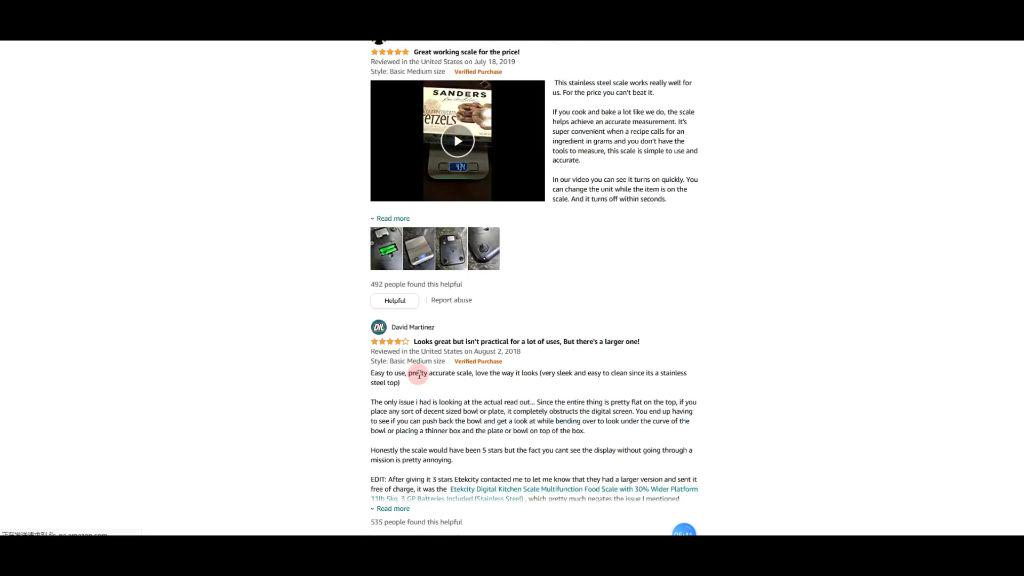 Great working scale for the price!
Reviewed in the United States on July 18, 2019
Style: Basic Medium size Verified Purchase
SANDERS
This stainless steel scale works really well for
us. For the price you can't beat it.
If you cook and bake a lot like we do, the scale
helps achieve an accurate measurement. It's
super convenient when a recipe calls for an
ingredient in grams and you don't have the
tools to measure, this scale is simple to use and
accurate.
In our video you can see it turns on quickly. You
can change the unit while the item is on the
scale. And it turns off within seconds.
Read more
492 people found this helpful
Helpful
Report abuse
David Martinez
Looks great but isn't practical for a lot of uses, But there's a larger one!
Reviewed in the United States on August 2, 2018
Style: Basic Medium size Verified Purchase
Easy to use, pretty accurate scale, love the way it looks (very sleek and easy to clean since its a stainless
steel top)
The only issue i had is looking at the actual read out... Since the entire thing is pretty flat on the top, if you
place any sort of decent sized bowl or plate, it completely obstructs the digital screen. You end up having
to see if you can push back the bowl and get a look at while bending over to look under the curve of the
bowl or placing a thinner box and the plate or bowl on top of the box.
Honestly the scale would have been 5 stars but the fact you cant see the display without going through a
mission is pretty annoying.
EDIT: After giving it 3 stars Etekcity contacted me to let me know that they had a larger version and sent it
free of charge, it was the Etekcity Digital Kitchen Scale Multifunction Food Scale with 30% Wider Platform
11lb 5kg, 3 GP Batteries Included (Stainless Steel) , which pretty much negates the issue I mentioned
Read more
535 people found this helpful